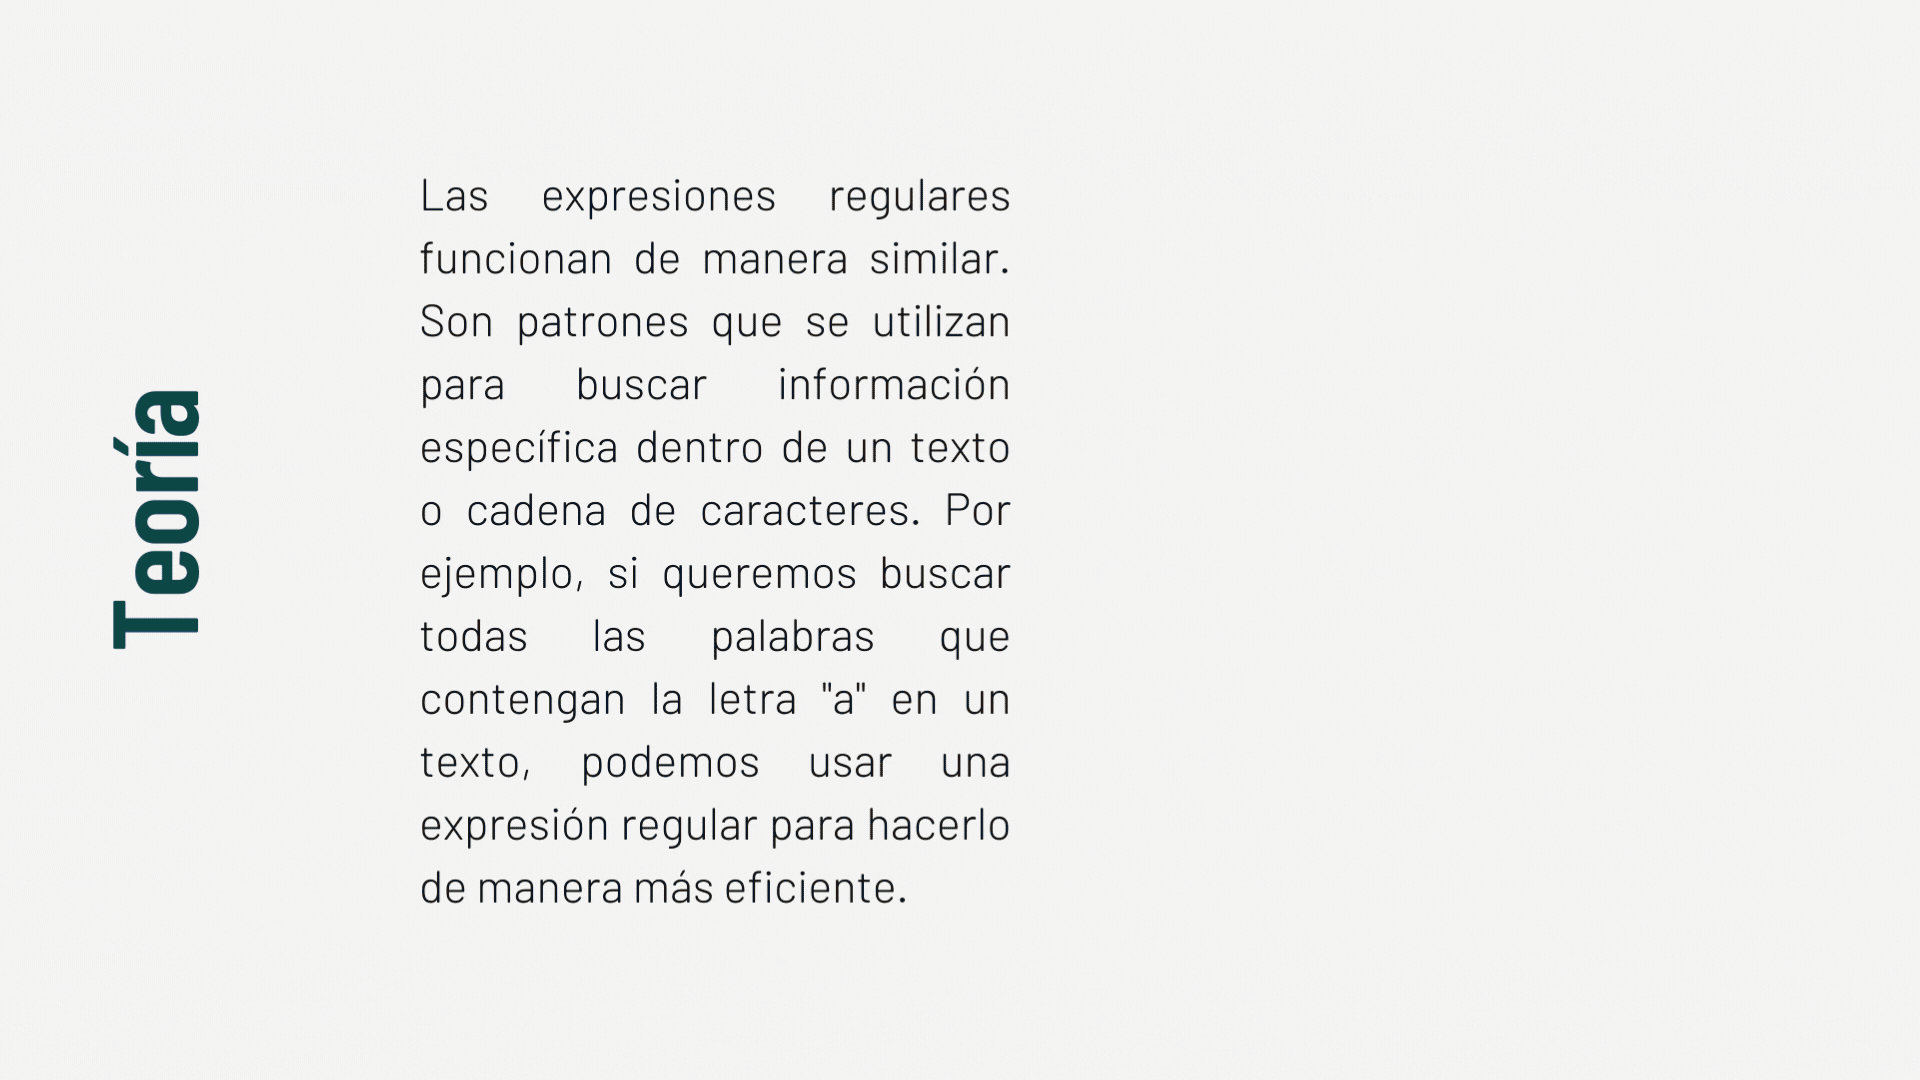 Teoría
Las expresiones regulares
funcionan de manera similar.
Son patrones que se utilizan
para buscar información
específica dentro de un texto
o cadena de caracteres. Por
ejemplo, si queremos buscar
todas las palabras que
contengan la letra "a" en un
texto, podemos usar una
expresión regular para hacerlo
de manera más eficiente.